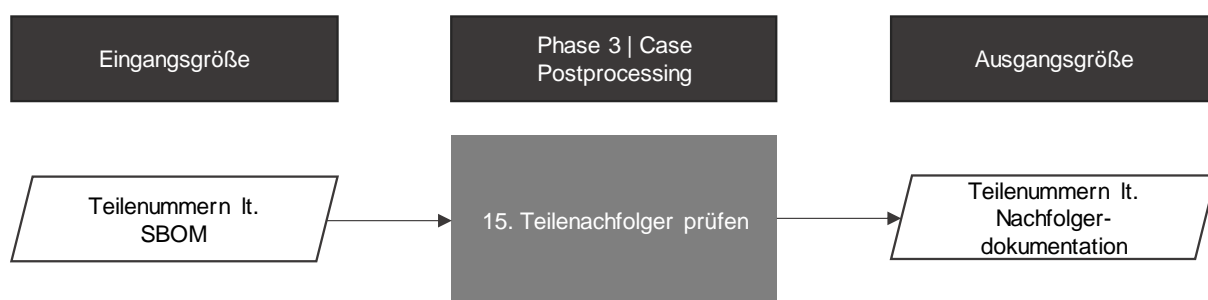 Eingangsgröße
Phase 3 | Case
Postprocessing
Ausgangsgröße
Teilenummern lt.
SBOM
15. Teilenachfolger prüfen
Teilenummern lt.
Nachfolger-
dokumentation